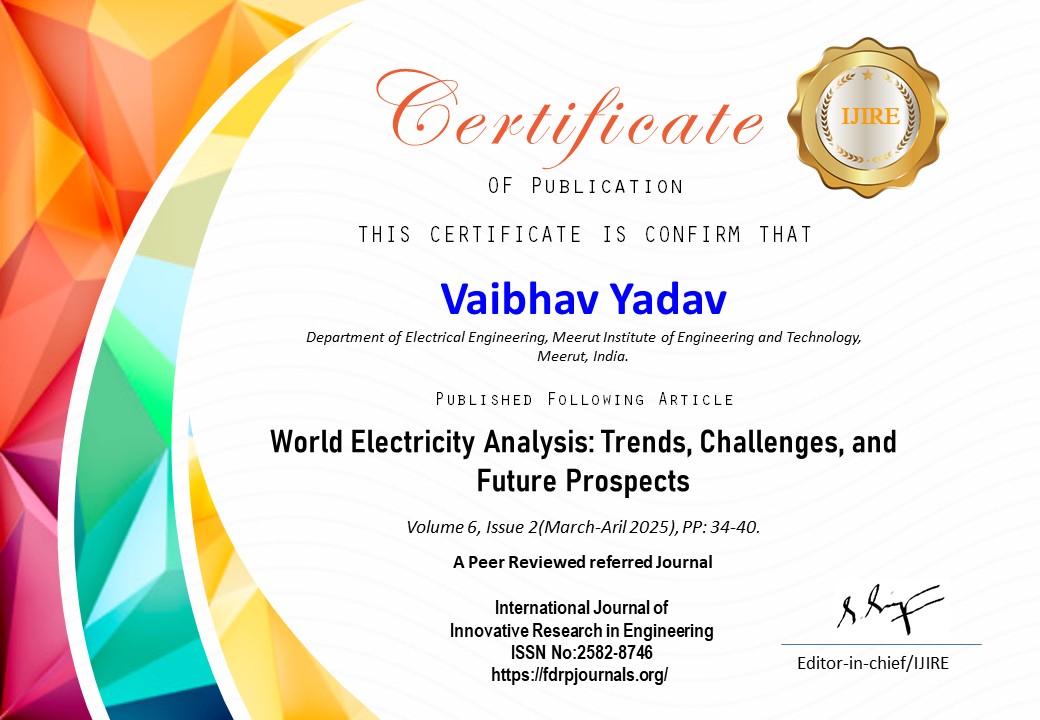 Certificate
IJIRE
OF PUBLICATION
THIS CERTIFICATE IS CONFIRM THAT
Vaibhav Yadav
Department of Electrical Engineering, Meerut Institute of Engineering and Technology,
Meerut, India.
PUBLISHED FOLLOWING ARTICLE
World Electricity Analysis: Trends, Challenges, and
Future Prospects
Volume 6, Issue 2(March-Aril 2025), PP: 34-40.
A Peer Reviewed referred Journal
International Journal of
Innovative Research in Engineering
ISSN No:2582-8746
https://fdrpjournals.org/
Editor-in-chief/IJIRE